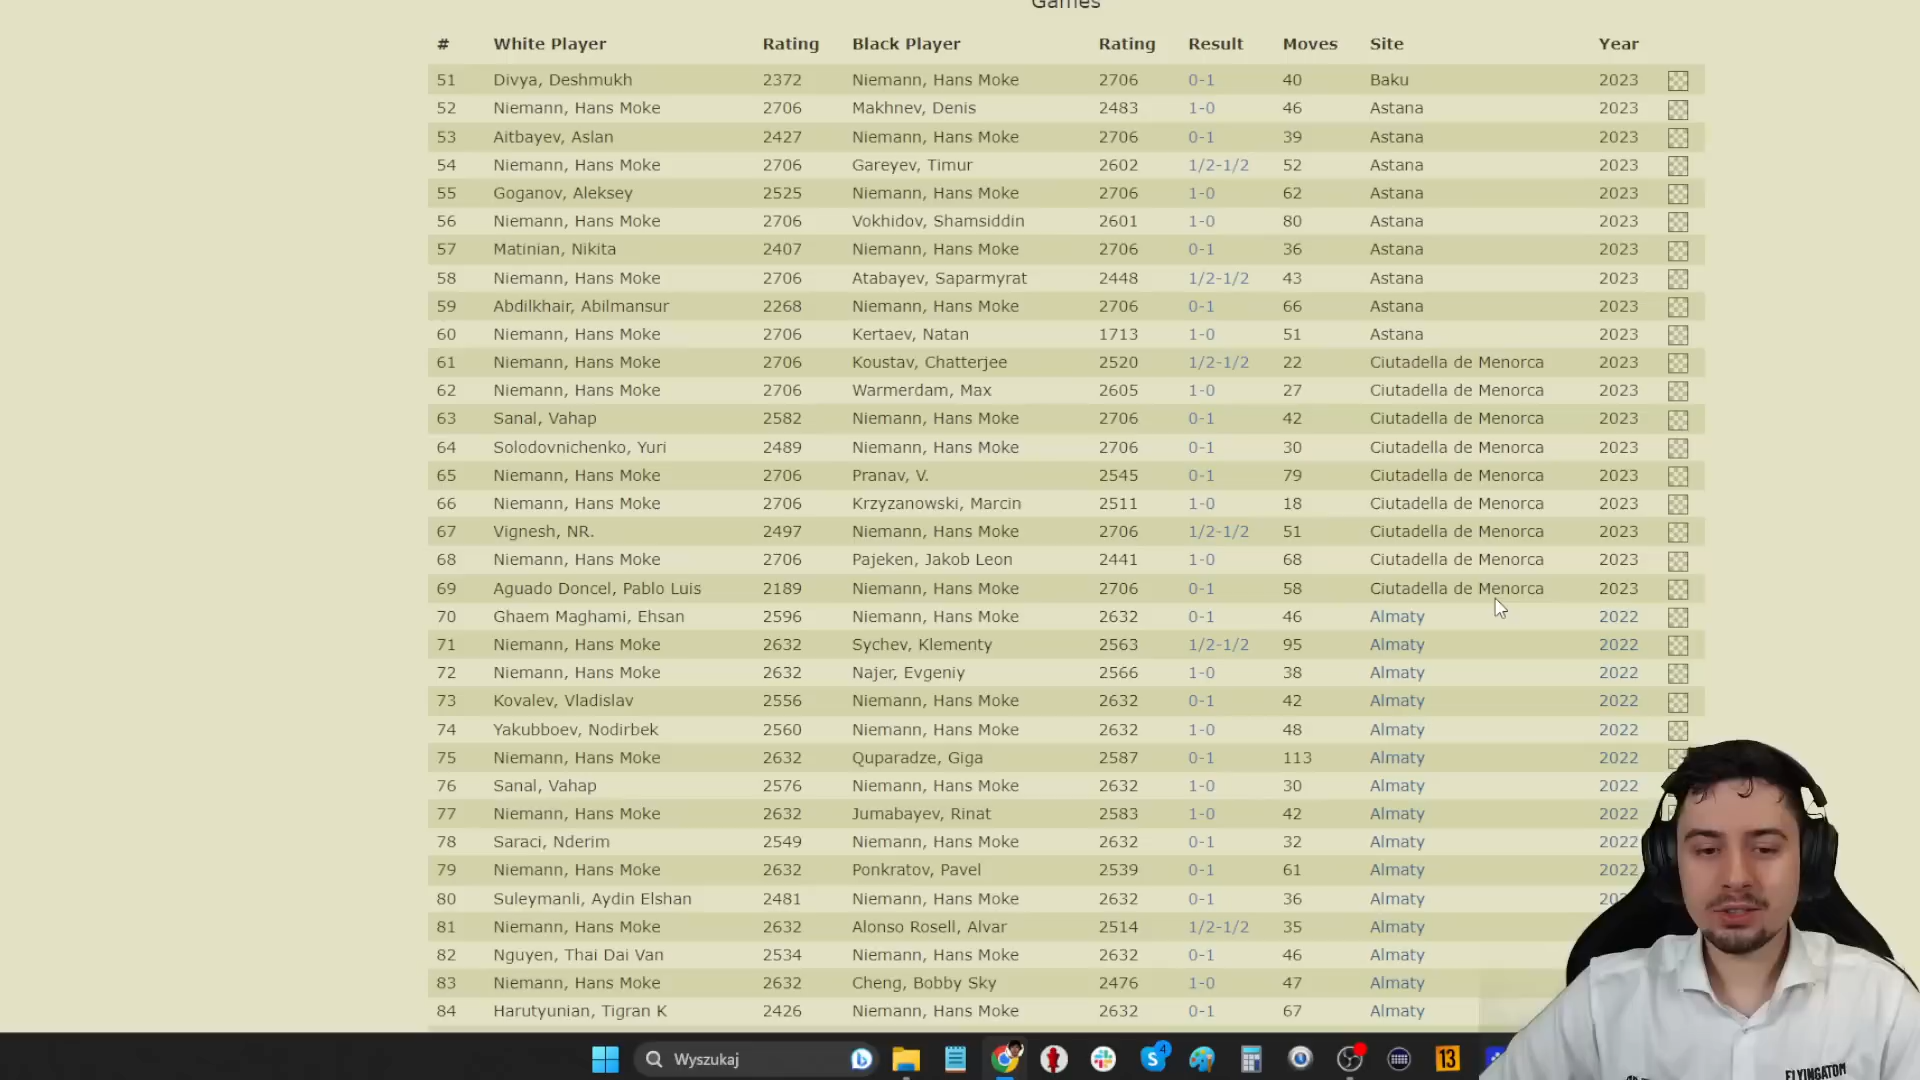 Games
# White Player Rating Black Player Rating Result Moves Site Year
51 Divya, Deshmukh 2372 Niemann, Hans Moke 2706 0-1 40 Baku 2023
52 Niemann, Hans Moke 2706 Makhnev, Denis 2483 1-0 46 Astana 2023
53 Aitbayev, Aslan 2427 Niemann, Hans Moke 2706 0-1 39 Astana 2023
54 Niemann, Hans Moke 2706 Gareyev, Timur 2602 1/2-1/2 52 Astana 2023
55 Goganov, Aleksey 2525 Niemann, Hans Moke 2706 1-0 62 Astana 2023
56 Niemann, Hans Moke 2706 Vokhidov, Shamsiddin 2601 1-0 80 Astana 2023
57 Matinian, Nikita 2407 Niemann, Hans Moke 2706 0-1 36 Astana 2023
58 Niemann, Hans Moke 2706 Atabayev, Saparmyrat 2448 1/2-1/2 43 Astana 2023
59 Abdilkhair, Abilmansur 2268 Niemann, Hans Moke 2706 0-1 66 Astana 2023
60 Niemann, Hans Moke 2706 Kertaev, Natan 1713 1-0 51 Astana 2023
61 Niemann, Hans Moke 2706 Koustav, Chatterjee 2520 1/2-1/2 22 Ciutadella de Menorca 2023
62 Niemann, Hans Moke 2706 Warmerdam, Max 2605 1-0 27 Ciutadella de Menorca 2023
63 Sanal, Vahap 2582 Niemann, Hans Moke 2706 0-1 42 Ciutadella de Menorca 2023
64 Solodovnichenko, Yuri 2489 Niemann, Hans Moke 2706 0-1 30 Ciutadella de Menorca 2023
65 Niemann, Hans Moke 2706 Pranav, V. 2545 0-1 79 Ciutadella de Menorca 2023
66 Niemann, Hans Moke 2706 Krzyzanowski, Marcin 2511 1-0 18 Ciutadella de Menorca 2023
67 Vignesh, NR. 2497 Niemann, Hans Moke 2706 1/2-1/2 51 Ciutadella de Menorca 2023
68 Niemann, Hans Moke 2706 Pajeken, Jakob Leon 2441 1-0 68 Ciutadella de Menorca 2023
69 Aguado Doncel, Pablo Luis 2189 Niemann, Hans Moke 2706 0-1 58 Ciutadella de Menorca 2023
70 Ghaem Maghami, Ehsan 2596 Niemann, Hans Moke 2632 0-1 46 Almaty 2022
71 Niemann, Hans Moke 2632 Sychev, Klementy 2563 1/2-1/2 95 Almaty 2022
72 Niemann, Hans Moke 2632 Najer, Evgeniy 2566 1-0 38 Almaty 2022
73 Kovalev, Vladislav 2556 Niemann, Hans Moke 2632 0-1 42 Almaty 2022
74 Yakubboev, Nodirbek 2560 Niemann, Hans Moke 2632 1-0 48 Almaty 2022
75 Niemann, Hans Moke 2632 Quparadze, Giga 2587 0-1 113 Almaty 2022
76 Sanal, Vahap 2576 Niemann, Hans Moke 2632 1-0 30 Almaty 2022
77 Niemann, Hans Moke 2632 Jumabayev, Rinat 2583 1-0 42 Almaty 2022
78 Saraci, Nderim 2549 Niemann, Hans Moke 2632 0-1 32 Almaty 2022
79 Niemann, Hans Moke 2632 Ponkratov, Pavel 2539 0-1 61 Almaty 2022
80 Suleymanli, Aydin Elshan 2481 Niemann, Hans Moke 2632 0-1 36 Almaty
81 Niemann, Hans Moke 2632 Alonso Rosell, Alvar 2514 1/2-1/2 35 Almaty
82 Nguyen, Thai Dai Van 2534 Niemann, Hans Moke 2632 0-1 46 Almaty
83 Niemann, Hans Moke 2632 Cheng, Bobby Sky 2476 1-0 47 Almaty
84 Harutyunian, Tigran K 2426 Niemann, Hans Moke 2632 0-1 67 Almaty
Wyszukaj
4
13
FLYINGATOM